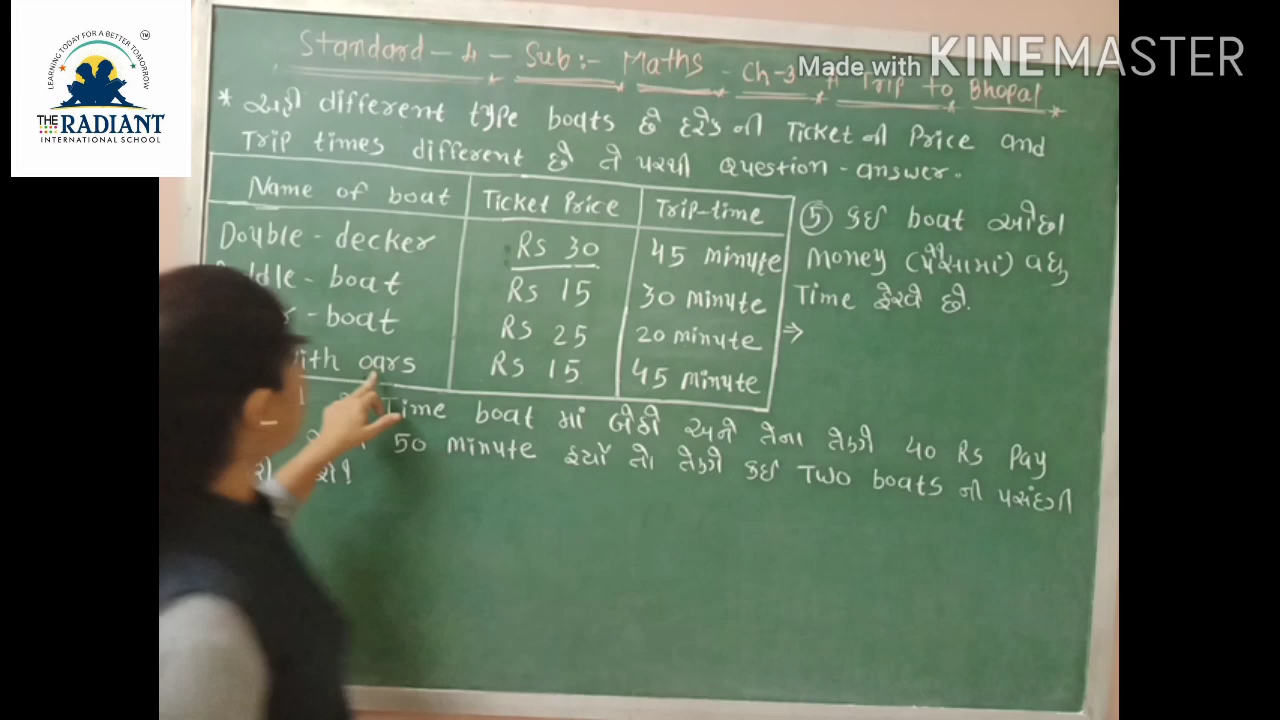 LEARNING TODAY FOR A BETTER TOMORROW
TM
THE RADIANT
INTERNATIONAL SCHOOL
Made with KINEMASTER
Standard - 4 - Sub :- Maths - Ch-3 A Trip to Bhopal
* અહી different type boats છે દરેક ની Ticket ની Price and
Trip times different છે તે પરથી question - answer.
Name of boat Ticket Price Trip-time
Double - decker Rs 30 45 minute
boat Rs 15 30 minute
- boat Rs 25 20 minute
with oars Rs 15 45 minute
⑤ કઈ boat ઓછા
money (પૈસામાં) વધુ
Time ફેરવે છે.
⇒
Time boat માં બેઠી અને તેના તેણે 40 Rs Pay
50 minute ફર્યા તો તેણે કઈ Two boats ની પસંદગી